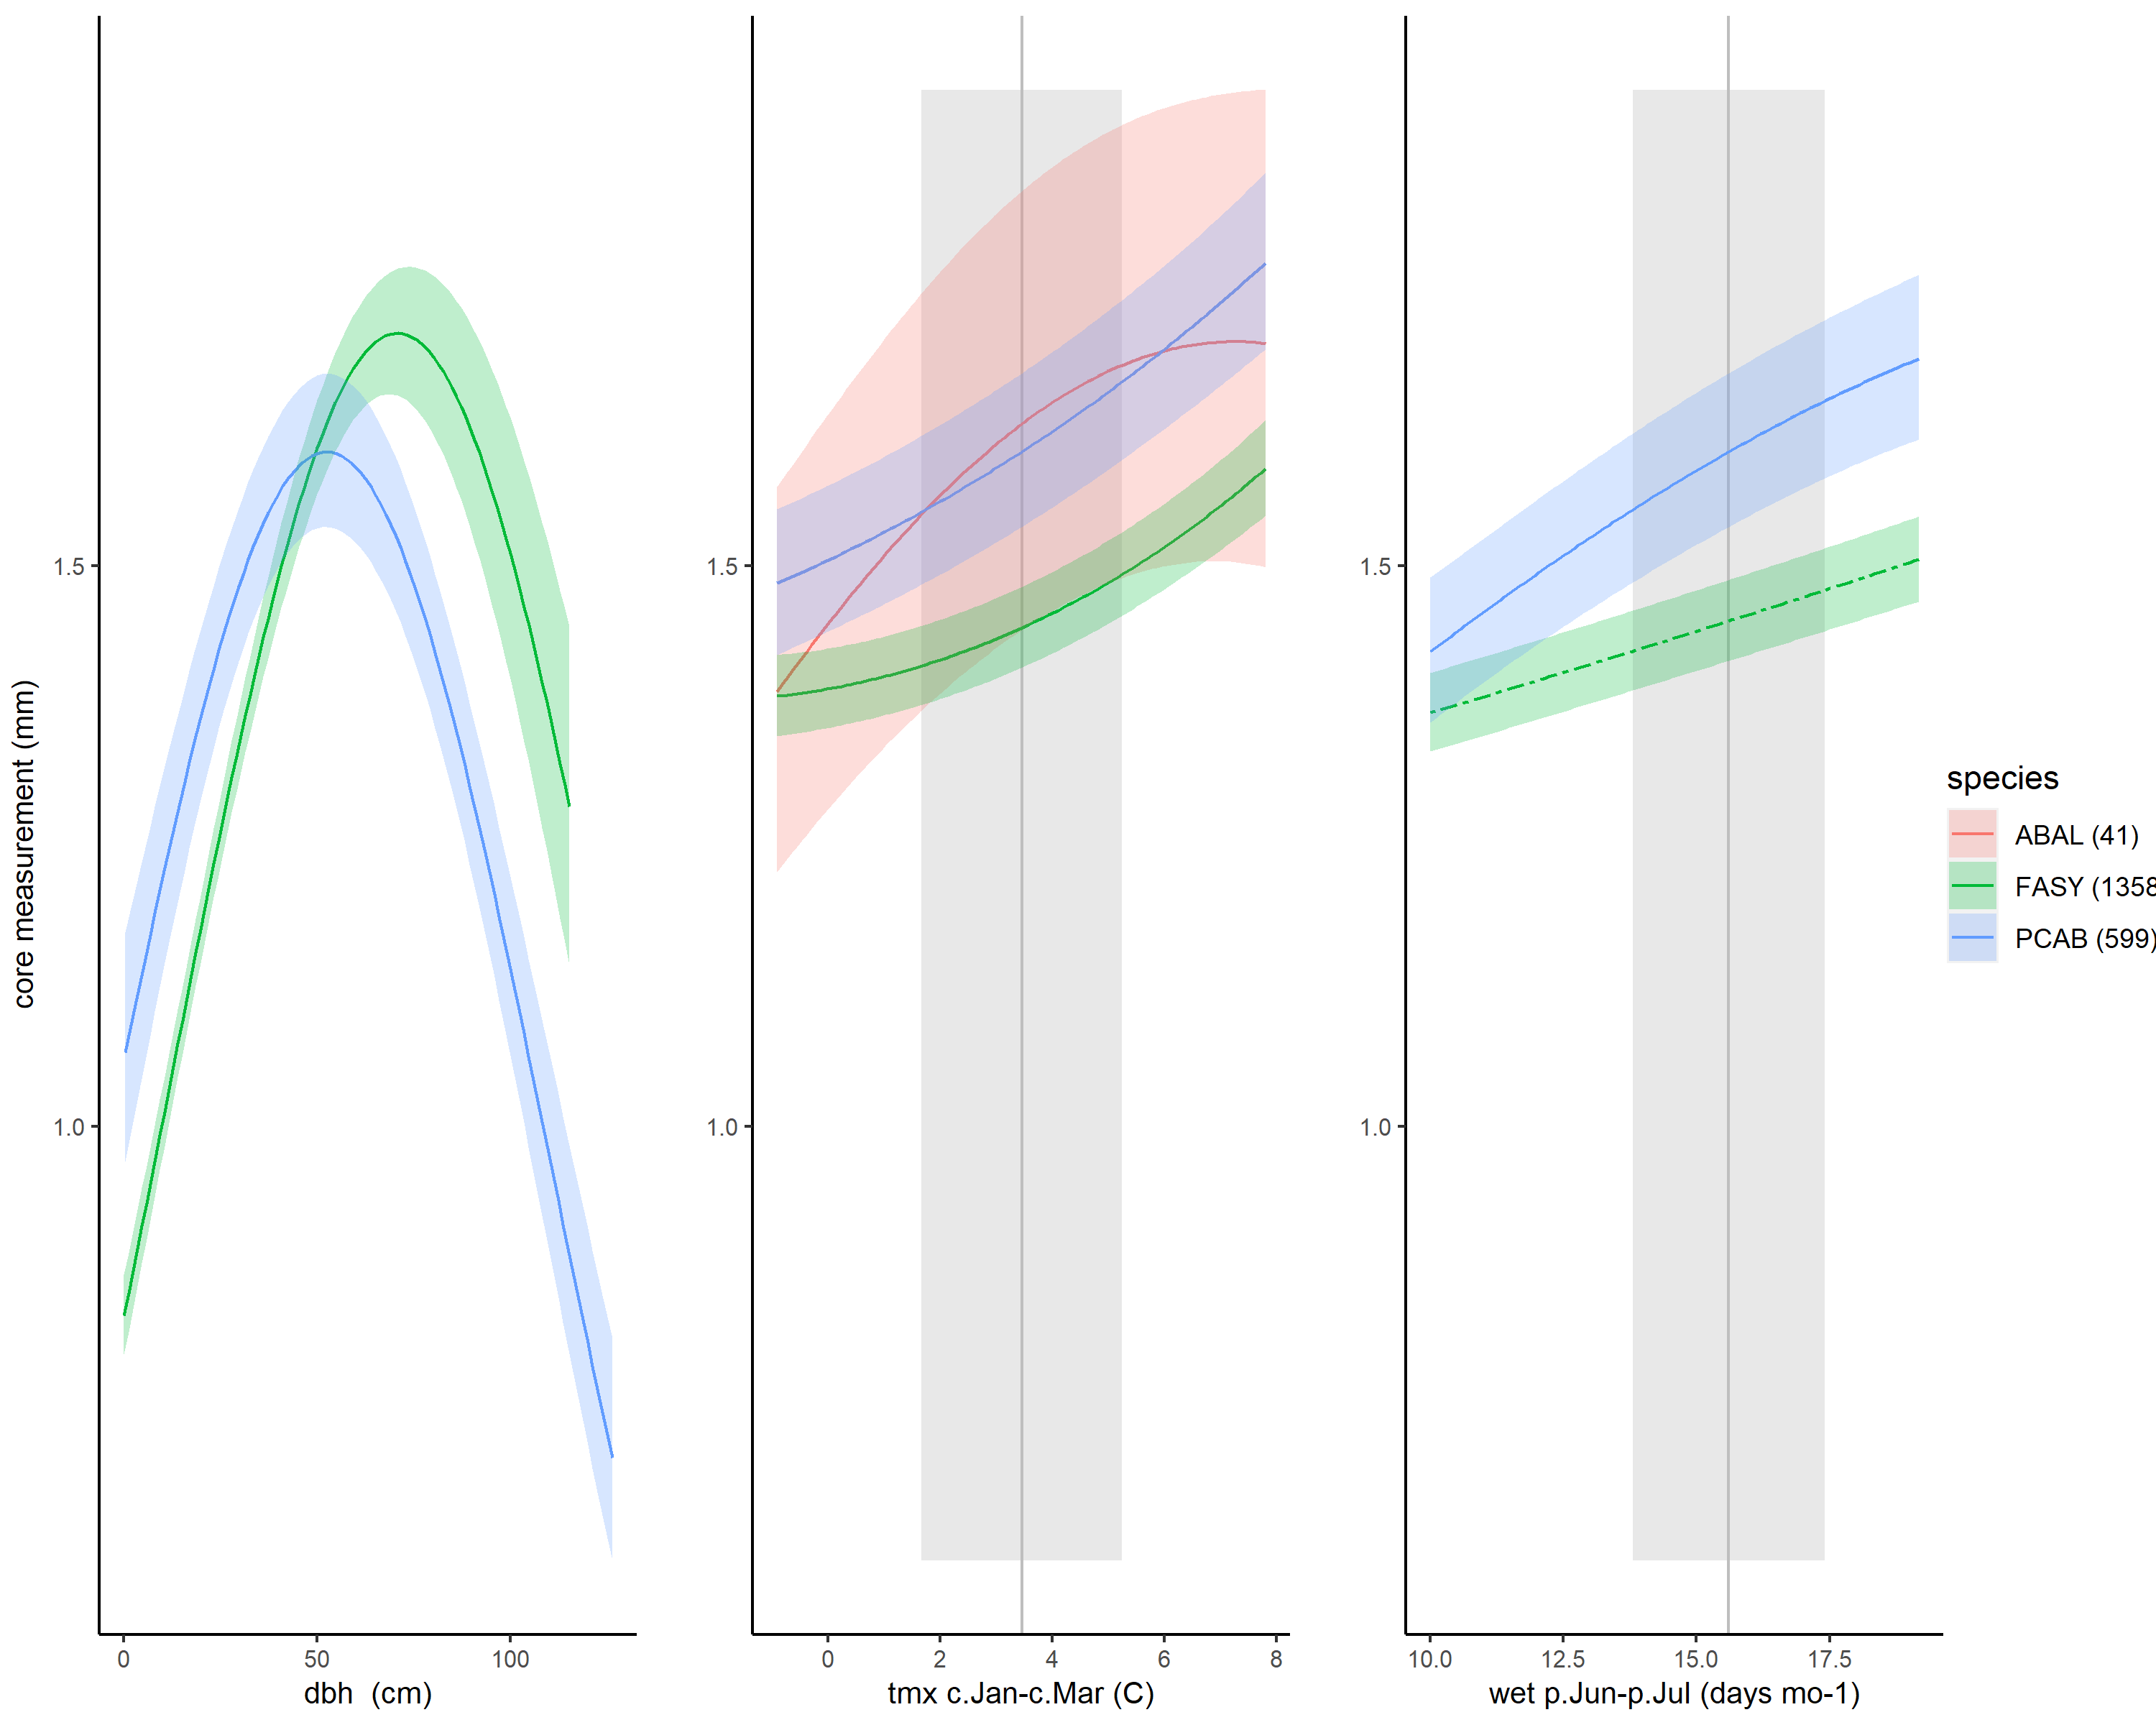 core measurement (mm)
1.5
1.0
0 50 100
dbh  (cm)
1.5
1.0
0 2 4 6 8
tmx c.Jan-c.Mar (C)
1.5
1.0
10.0 12.5 15.0 17.5
wet p.Jun-p.Jul (days mo-1)
species
ABAL (41)
FASY (1358
PCAB (599)